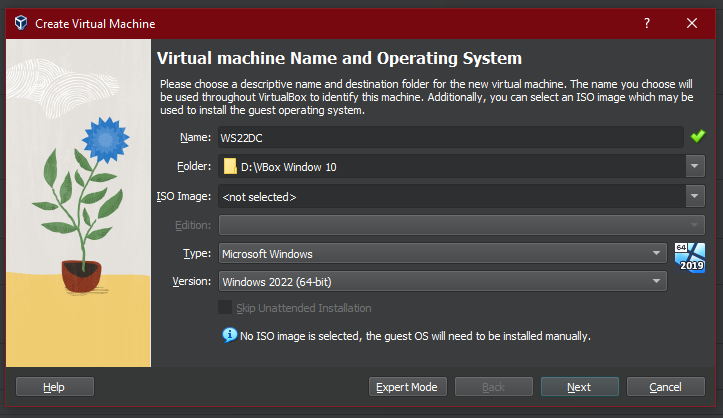 Create Virtual Machine
?
Virtual machine Name and Operating System
Please choose a descriptive name and destination folder for the new virtual machine. The name you choose will
be used throughout VirtualBox to identify this machine. Additionally, you can select an ISO image which may be
used to install the guest operating system.
Name: WS22DC
Folder: D:\VBox Window 10
ISO Image: <not selected>
Edition:
Type: Microsoft Windows
64
2019
Version: Windows 2022 (64-bit)
Skip Unattended Installation
No ISO image is selected, the guest OS will need to be installed manually.
Help Expert Mode Back Next Cancel